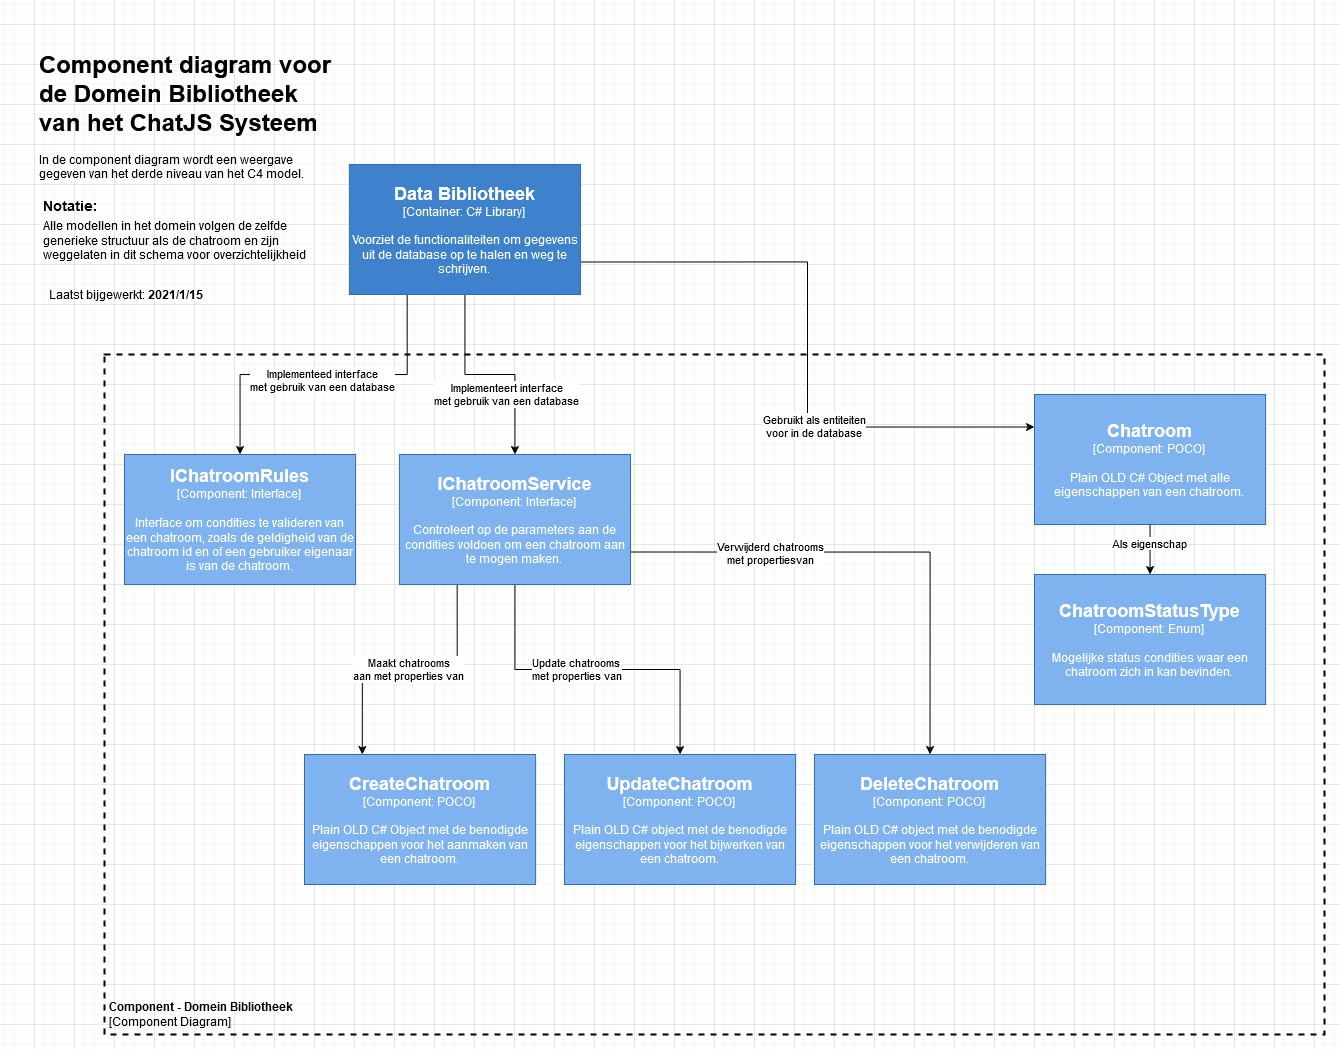 Component diagram voor
de Domein Bibliotheek
van het ChatJS Systeem
In de component diagram wordt een weergave
gegeven van het derde niveau van het C4 model.
Notatie:
Alle modellen in het domein volgen de zelfde
generieke structuur als de chatroom en zijn
weggelaten in dit schema voor overzichtelijkheid
Laatst bijgewerkt: 2021/1/15
Data Bibliotheek
[Container: C# Library]
Voorziet de functionaliteiten om gegevens
uit de database op te halen en weg te
schrijven.
Implementeed interface
met gebruik van een database
Implementeert interface
met gebruik van een database
Gebruikt als entiteiten
voor in de database
IChatroomRules
[Component: Interface]
Interface om condities te valideren van
een chatroom, zoals de geldigheid van de
chatroom id en of een gebruiker eigenaar
is van de chatroom.
IChatroomService
[Component: Interface]
Controleert op de parameters aan de
condities voldoen om een chatroom aan
te mogen maken.
Chatroom
[Component: POCO]
Plain OLD C# Object met alle
eigenschappen van een chatroom.
Als eigenschap
ChatroomStatusType
[Component: Enum]
Mogelijke status condities waar een
chatroom zich in kan bevinden.
Verwijderd chatrooms
met propertiesvan
Maakt chatrooms
aan met properties van
Update chatrooms
met properties van
CreateChatroom
[Component: POCO]
Plain OLD C# Object met de benodigde
eigenschappen voor het aanmaken van
een chatroom.
UpdateChatroom
[Component: POCO]
Plain OLD C# object met de benodigde
eigenschappen voor het bijwerken van
een chatroom.
DeleteChatroom
[Component: POCO]
Plain OLD C# object met de benodigde
eigenschappen voor het verwijderen van
een chatroom.
Component - Domein Bibliotheek
[Component Diagram]